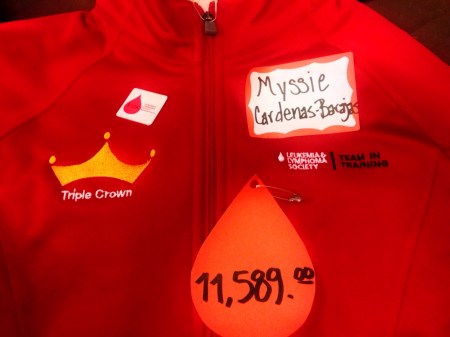 Myssie
Cardenas-Barajas
LEUKEMIA &
LYMPHOMA
SOCIETY
TEAM IN
TRAINING
Triple Crown
11,589.00